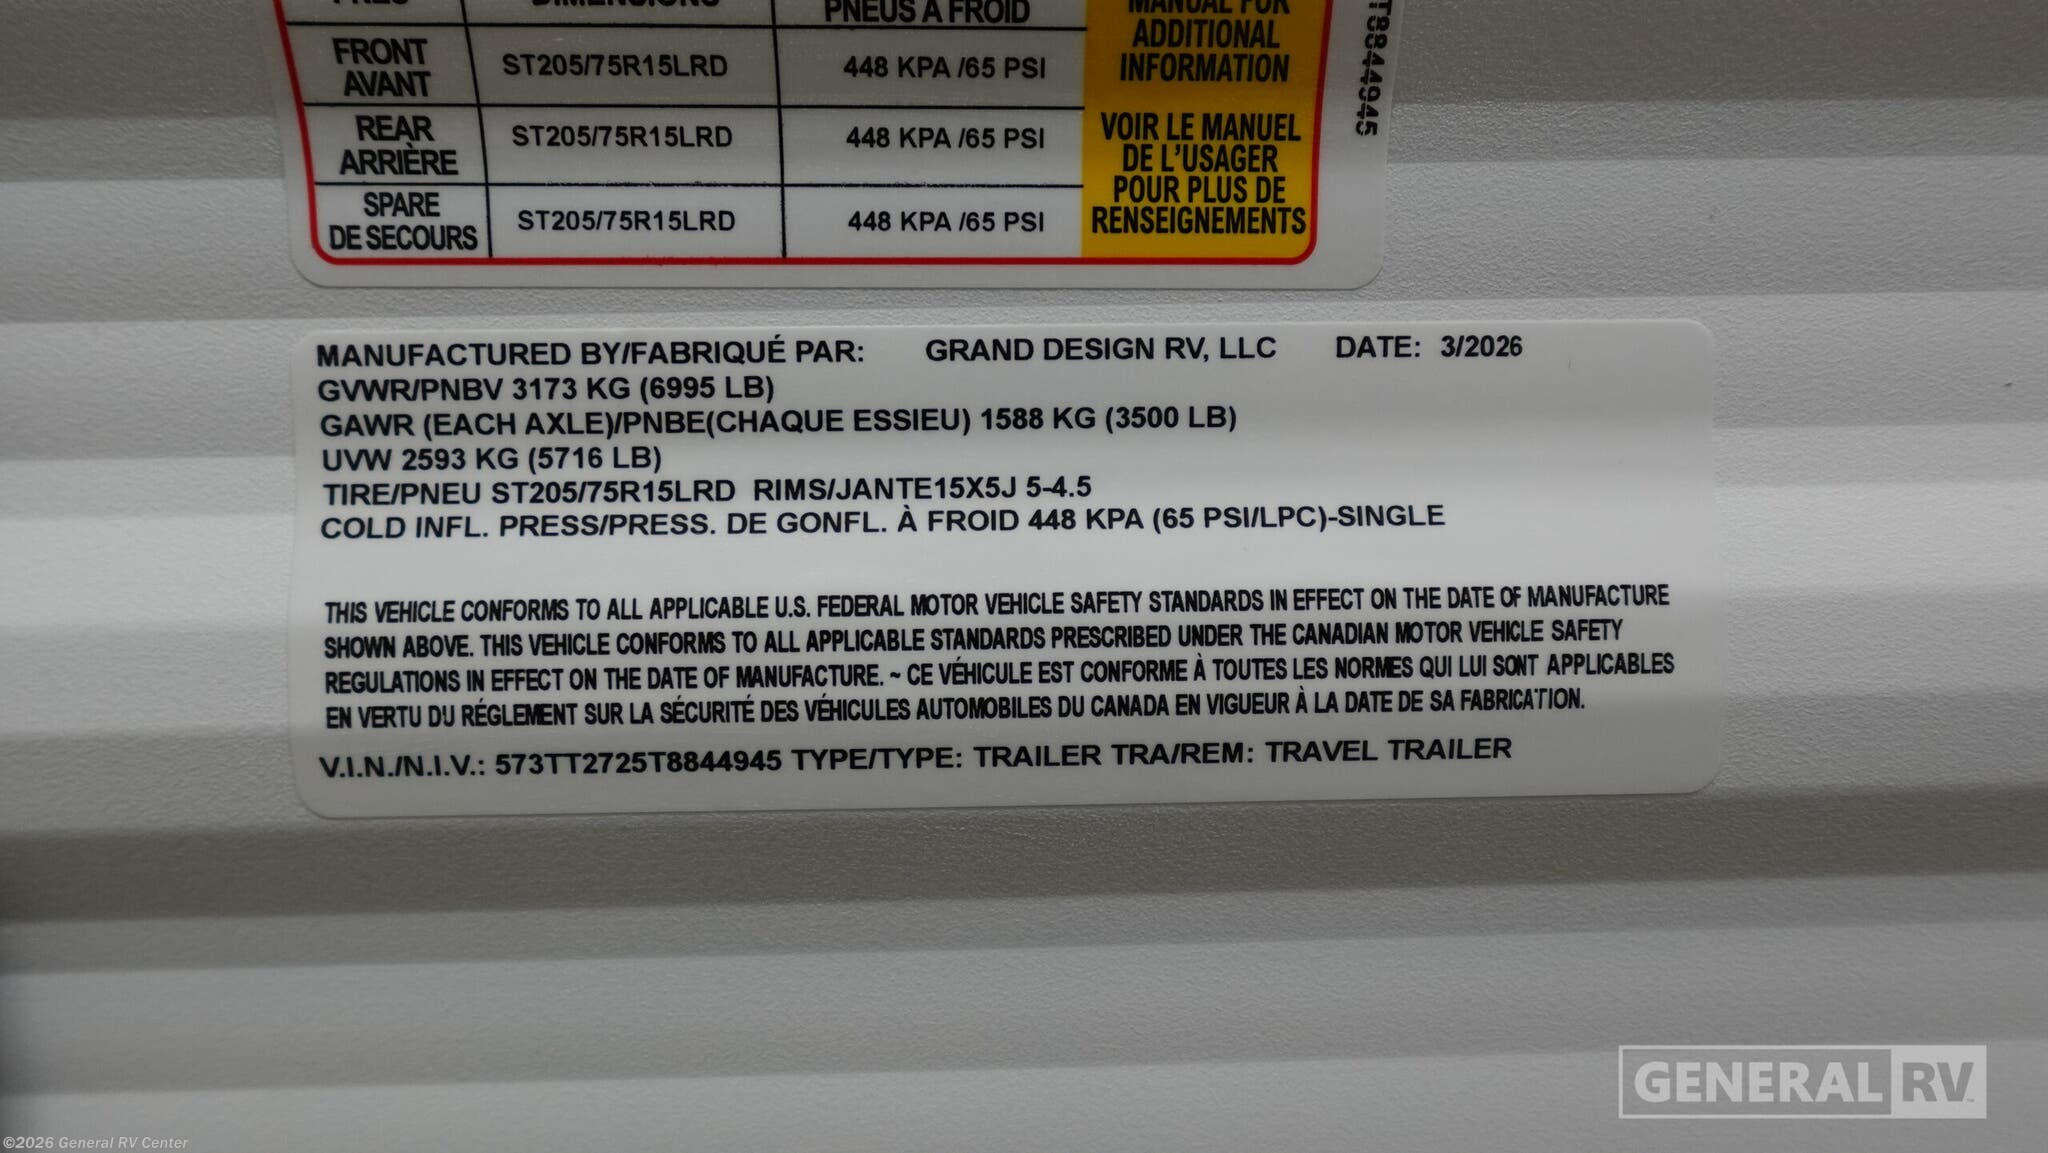 DIMENSIONS
PNEUS À FROID
MANUAL FOR
ADDITIONAL
INFORMATION
FRONT
AVANT
ST205/75R15LRD
448 KPA /65 PSI
REAR
ARRIÈRE
ST205/75R15LRD
448 KPA /65 PSI
SPARE
DE SECOURS
ST205/75R15LRD
448 KPA /65 PSI
VOIR LE MANUEL
DE L'USAGER
POUR PLUS DE
RENSEIGNEMENTS
T8844945
MANUFACTURED BY/FABRIQUÉ PAR: GRAND DESIGN RV, LLC DATE: 3/2026
GVWR/PNBV 3173 KG (6995 LB)
GAWR (EACH AXLE)/PNBE(CHAQUE ESSIEU) 1588 KG (3500 LB)
UVW 2593 KG (5716 LB)
TIRE/PNEU ST205/75R15LRD RIMS/JANTE15X5J 5-4.5
COLD INFL. PRESS/PRESS. DE GONFL. À FROID 448 KPA (65 PSI/LPC)-SINGLE
THIS VEHICLE CONFORMS TO ALL APPLICABLE U.S. FEDERAL MOTOR VEHICLE SAFETY STANDARDS IN EFFECT ON THE DATE OF MANUFACTURE
SHOWN ABOVE. THIS VEHICLE CONFORMS TO ALL APPLICABLE STANDARDS PRESCRIBED UNDER THE CANADIAN MOTOR VEHICLE SAFETY
REGULATIONS IN EFFECT ON THE DATE OF MANUFACTURE. ~ CE VÉHICULE EST CONFORME À TOUTES LES NORMES QUI LUI SONT APPLICABLES
EN VERTU DU RÉGLEMENT SUR LA SÉCURITÉ DES VÉHICULES AUTOMOBILES DU CANADA EN VIGUEUR À LA DATE DE SA FABRICATION.
V.I.N./N.I.V.: 573TT2725T8844945 TYPE/TYPE: TRAILER TRA/REM: TRAVEL TRAILER
GENERAL RV
©2026 General RV Center